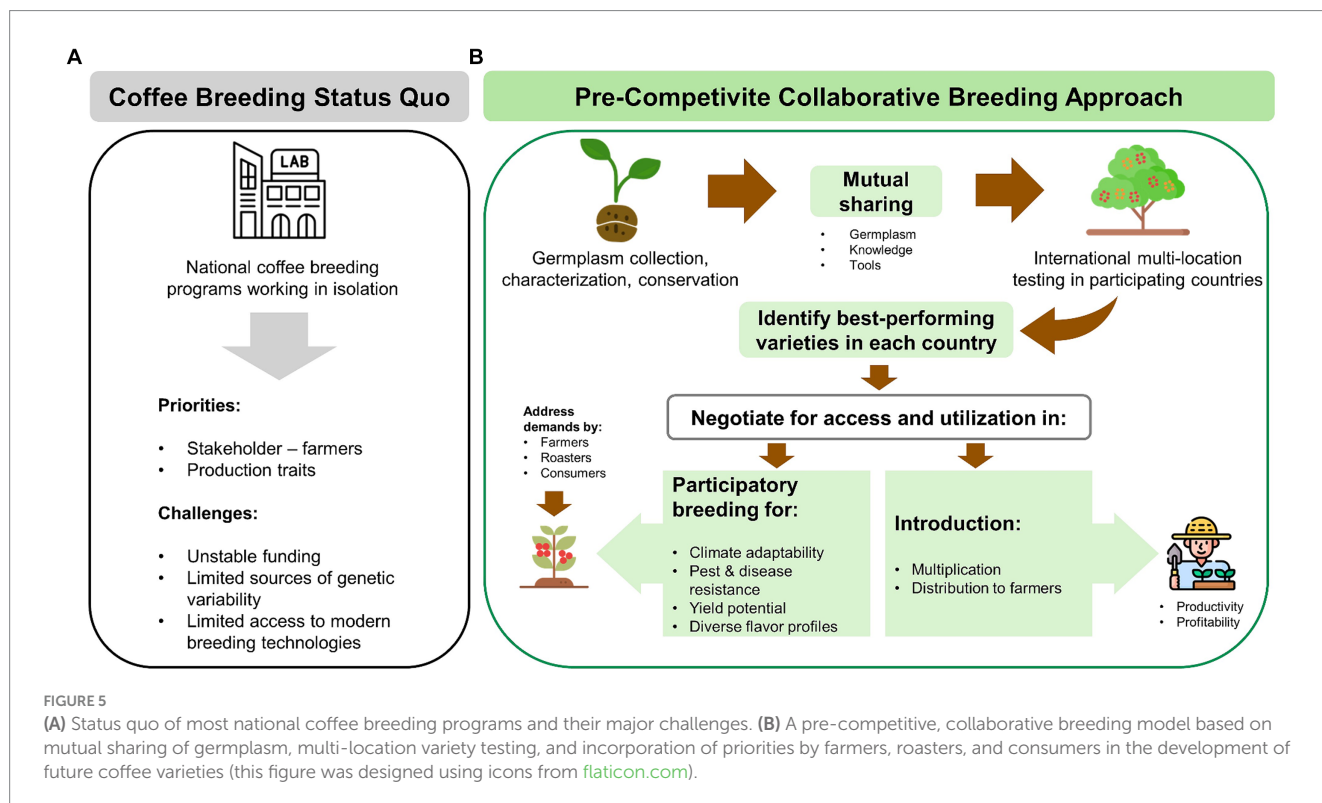 A
Coffee Breeding Status Quo
LAB
National coffee breeding
programs working in isolation
Priorities:
• Stakeholder – farmers
• Production traits
Challenges:
• Unstable funding
• Limited sources of genetic
variability
• Limited access to modern
breeding technologies
B
Pre-Competivite Collaborative Breeding Approach
Germplasm collection,
characterization, conservation
Mutual
sharing
• Germplasm
• Knowledge
• Tools
International multi-location
testing in participating countries
Identify best-performing
varieties in each country
Negotiate for access and utilization in:
Address
demands by:
• Farmers
• Roasters
• Consumers
Participatory
breeding for:
• Climate adaptability
• Pest & disease
resistance
• Yield potential
• Diverse flavor profiles
Introduction:
• Multiplication
• Distribution to farmers
• Productivity
• Profitability
FIGURE 5
(A) Status quo of most national coffee breeding programs and their major challenges. (B) A pre-competitive, collaborative breeding model based on
mutual sharing of germplasm, multi-location variety testing, and incorporation of priorities by farmers, roasters, and consumers in the development of
future coffee varieties (this figure was designed using icons from flaticon.com).